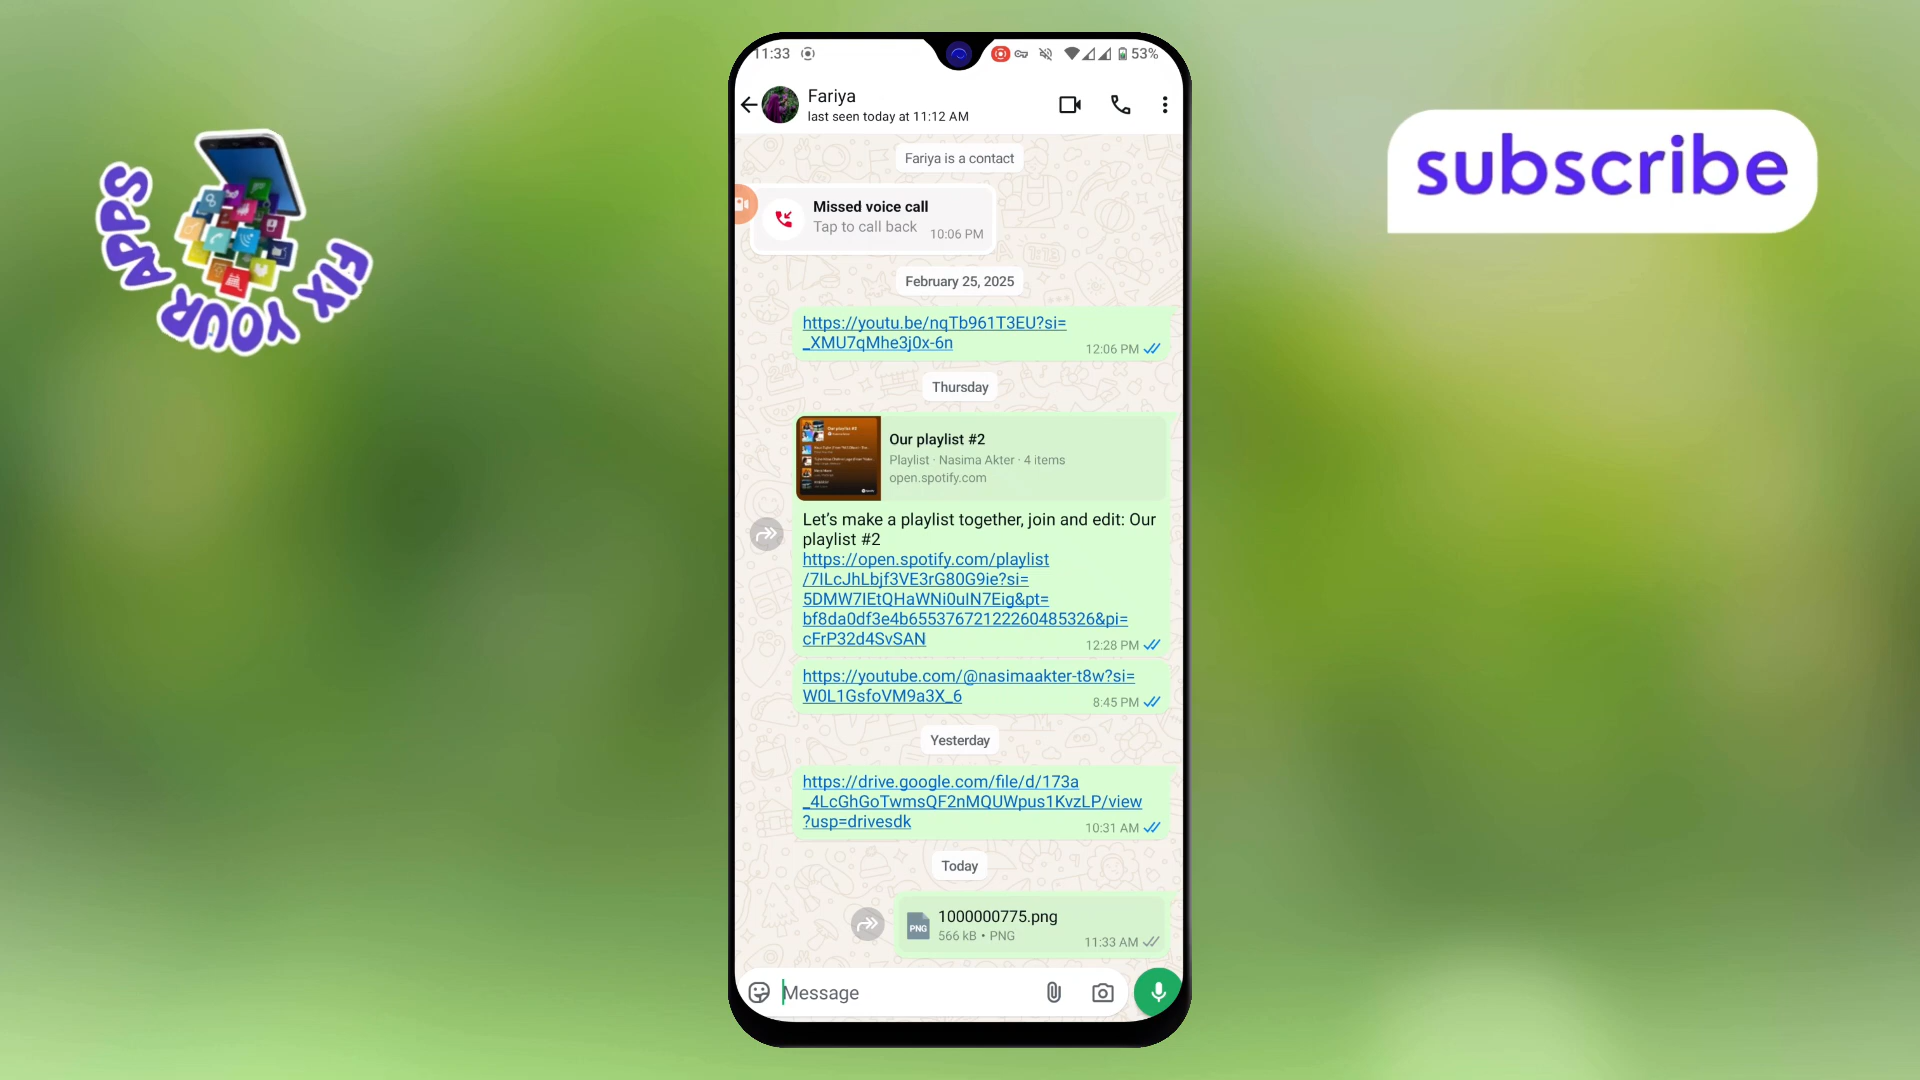 FIX YOUR APPS
subscribe
11:33
53%
Fariya
last seen today at 11:12 AM
Fariya is a contact
Missed voice call
Tap to call back
10:06 PM
February 25, 2025
https://youtu.be/nqTb961T3EU?si=
_XMU7qMhe3j0x-6n
12:06 PM
Thursday
Our playlist #2
Playlist · Nasima Akter · 4 items
open.spotify.com
Let’s make a playlist together, join and edit: Our
playlist #2
https://open.spotify.com/playlist
/7ILcJhLbjf3VE3rG80G9ie?si=
5DMW7IEtQHaWNi0uIN7Eig&pt=
bf8da0df3e4b65537672122260485326&pi=
cFrP32d4SvSAN
12:28 PM
https://youtube.com/@nasimaakter-t8w?si=
W0L1GsfoVM9a3X_6
8:45 PM
Yesterday
https://drive.google.com/file/d/173a
_4LcGhGoTwmsQF2nMQUWpus1KvzLP/view
?usp=drivesdk
10:31 AM
Today
PNG
1000000775.png
566 kB • PNG
11:33 AM
Message